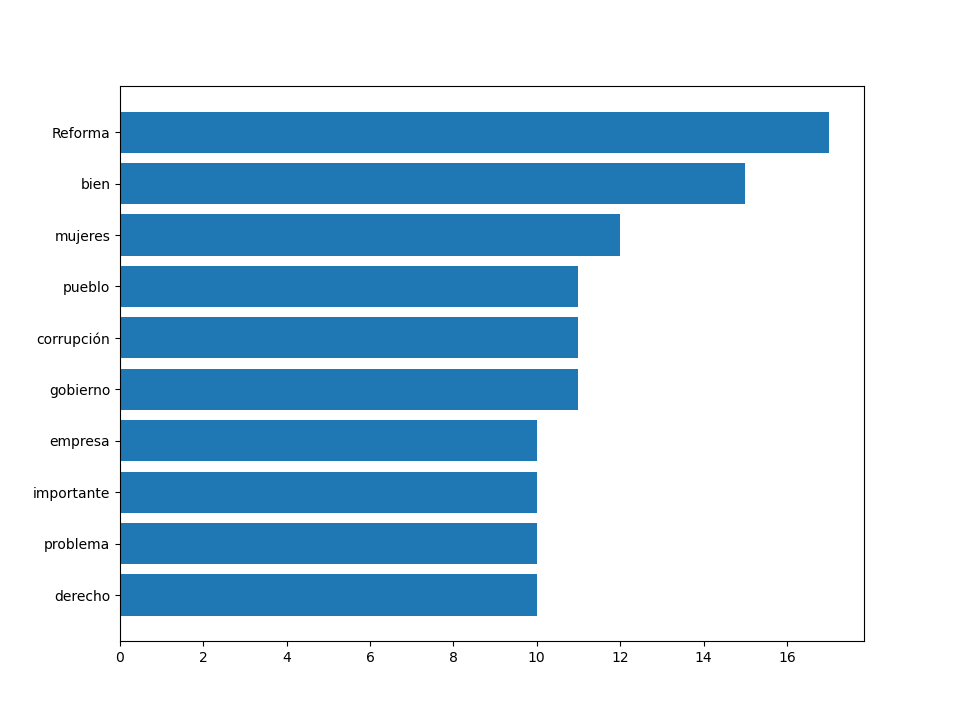 Reforma
bien
mujeres
pueblo
corrupción
gobierno
empresa
importante
problema
derecho
0 2 4 6 8 10 12 14 16